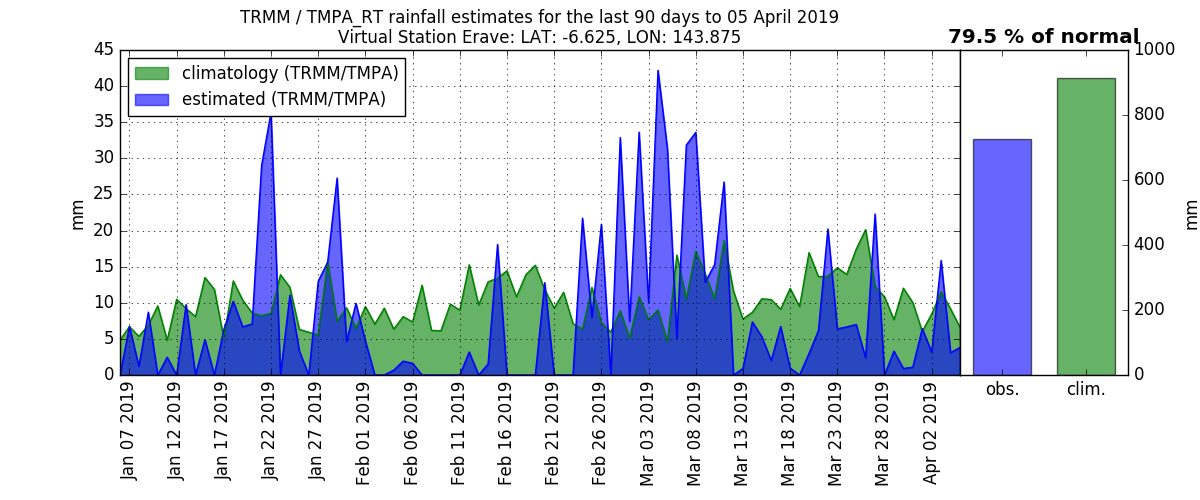 TRMM / TMPA_RT rainfall estimates for the last 90 days to 05 April 2019
Virtual Station Erave: LAT: -6.625, LON: 143.875
79.5 % of normal
climatology (TRMM/TMPA)
estimated (TRMM/TMPA)
45
40
35
30
25
20
15
10
5
0
mm
Jan 07 2019
Jan 12 2019
Jan 17 2019
Jan 22 2019
Jan 27 2019
Feb 01 2019
Feb 06 2019
Feb 11 2019
Feb 16 2019
Feb 21 2019
Feb 26 2019
Mar 03 2019
Mar 08 2019
Mar 13 2019
Mar 18 2019
Mar 23 2019
Mar 28 2019
Apr 02 2019
obs.
clim.
1000
800
600
400
200
0
mm